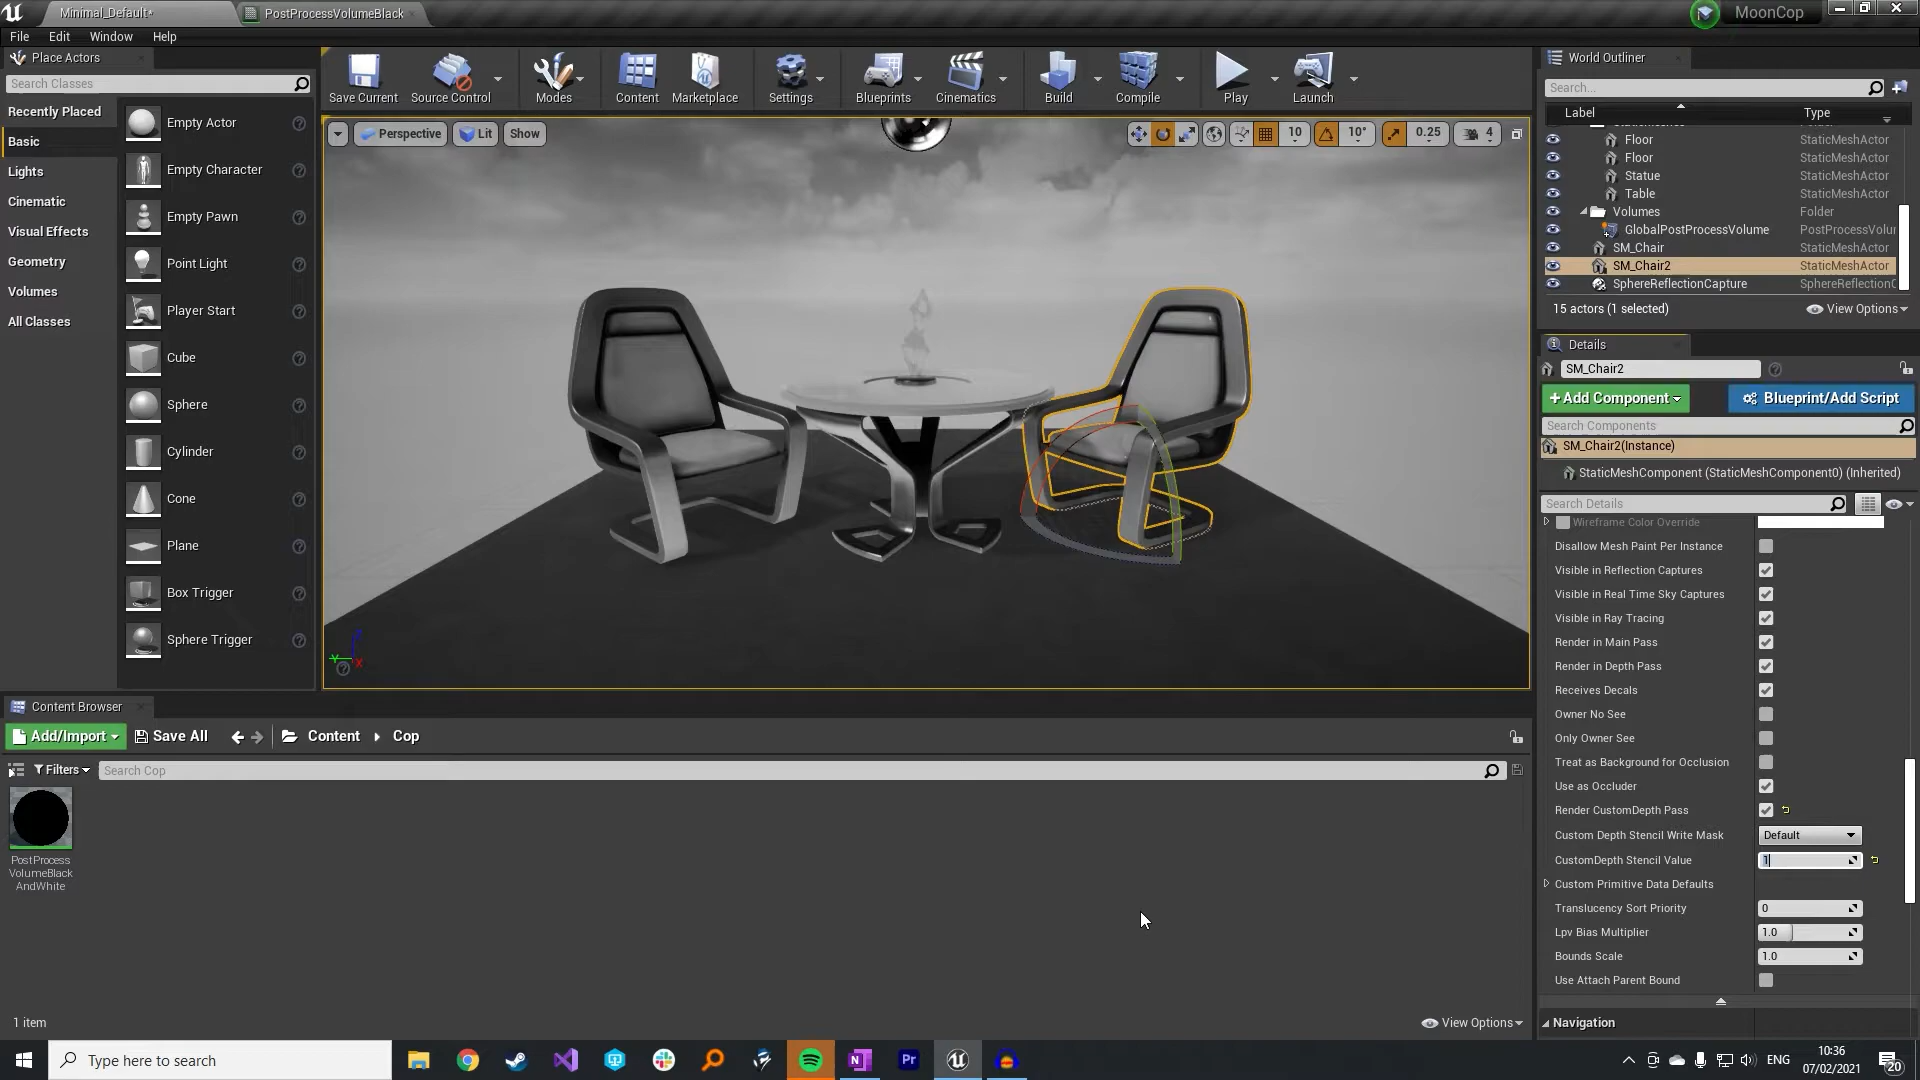 Minimal_Default*
PostProcessVolumeBlack
MoonCop
File Edit Window Help
Place Actors
Search Classes
Recently Placed
Basic
Lights
Cinematic
Visual Effects
Geometry
Volumes
All Classes
Empty Actor
Empty Character
Empty Pawn
Point Light
Player Start
Cube
Sphere
Cylinder
Cone
Plane
Box Trigger
Sphere Trigger
Save Current
Source Control
Modes
Content
Marketplace
Settings
Blueprints
Cinematics
Build
Compile
Play
Launch
Perspective
Lit
Show
10
10°
0.25
4
Y
X
World Outliner
Search...
Label Type
Floor StaticMeshActor
Floor StaticMeshActor
Statue StaticMeshActor
Table StaticMeshActor
Volumes Folder
GlobalPostProcessVolume PostProcessVolur
SM_Chair StaticMeshActor
SM_Chair2 StaticMeshActor
SphereReflectionCapture SphereReflectionC
15 actors (1 selected)
View Options
Details
SM_Chair2
+Add Component
Blueprint/Add Script
Search Components
SM_Chair2(Instance)
StaticMeshComponent (StaticMeshComponent0) (Inherited)
Search Details
Wireframe Color Override
Disallow Mesh Paint Per Instance
Visible in Reflection Captures
Visible in Real Time Sky Captures
Visible in Ray Tracing
Render in Main Pass
Render in Depth Pass
Receives Decals
Owner No See
Only Owner See
Treat as Background for Occlusion
Use as Occluder
Render CustomDepth Pass
Custom Depth Stencil Write Mask Default
CustomDepth Stencil Value 1
Custom Primitive Data Defaults
Translucency Sort Priority 0
Lpv Bias Multiplier 1.0
Bounds Scale 1.0
Use Attach Parent Bound
Navigation
Content Browser
Add/Import
Save All
Content
Cop
Filters
Search Cop
PostProcess
VolumeBlack
AndWhite
1 item
View Options
Type here to search
Pr
ENG
10:36
07/02/2021
20